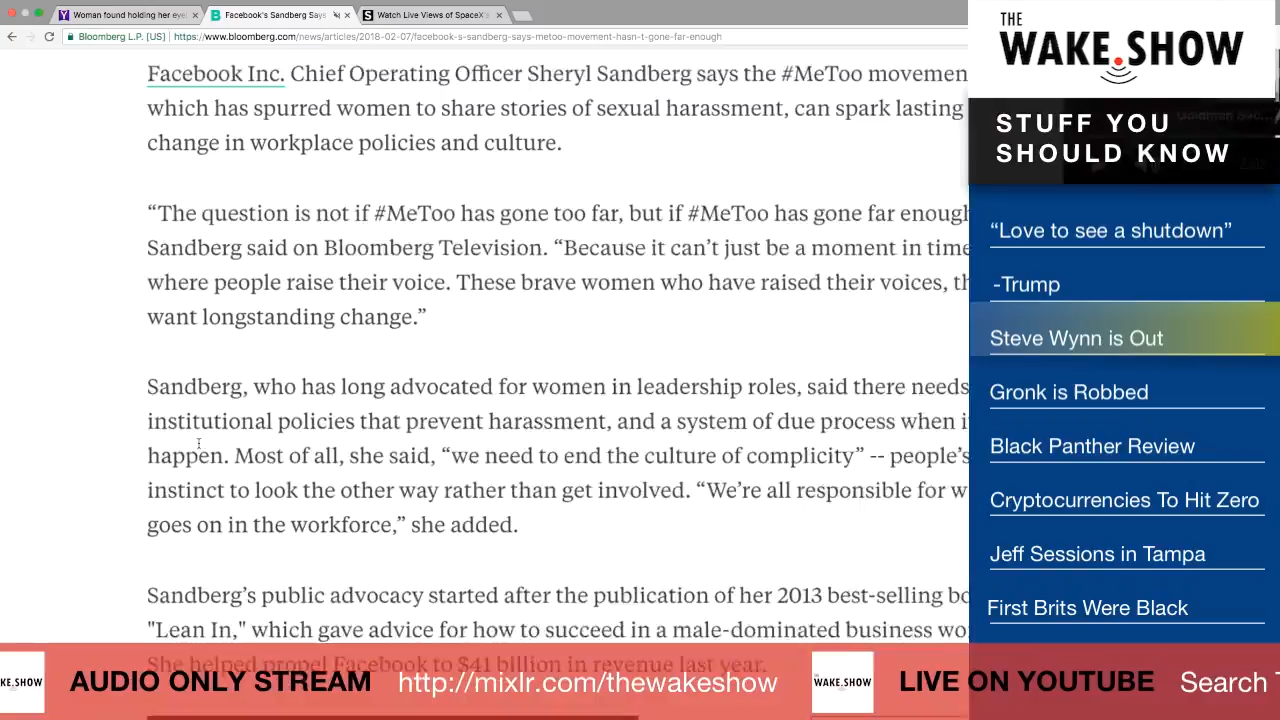 Woman found holding her eye
Facebook's Sandberg Says
Watch Live Views of SpaceX
Bloomberg L.P. [US]
https://www.bloomberg.com/news/articles/2018-02-07/facebook-s-sandberg-says-metoo-movement-hasn-t-gone-far-enough
Facebook Inc. Chief Operating Officer Sheryl Sandberg says the #MeToo movement
which has spurred women to share stories of sexual harassment, can spark lasting
change in workplace policies and culture.
“The question is not if #MeToo has gone too far, but if #MeToo has gone far enough
Sandberg said on Bloomberg Television. “Because it can’t just be a moment in time
where people raise their voice. These brave women who have raised their voices, th
want longstanding change.”
Sandberg, who has long advocated for women in leadership roles, said there needs
institutional policies that prevent harassment, and a system of due process when i
happen. Most of all, she said, “we need to end the culture of complicity” -- people’s
instinct to look the other way rather than get involved. “We’re all responsible for w
goes on in the workforce,” she added.
Sandberg’s public advocacy started after the publication of her 2013 best-selling bo
"Lean In," which gave advice for how to succeed in a male-dominated business wo
She helped propel Facebook to $41 billion in revenue last year.
THE
WAKE.SHOW
STUFF YOU
SHOULD KNOW
“Love to see a shutdown”
-Trump
Steve Wynn is Out
Gronk is Robbed
Black Panther Review
Cryptocurrencies To Hit Zero
Jeff Sessions in Tampa
First Brits Were Black
WAKE.SHOW AUDIO ONLY STREAM http://mixlr.com/thewakeshow WAKE.SHOW LIVE ON YOUTUBE Search